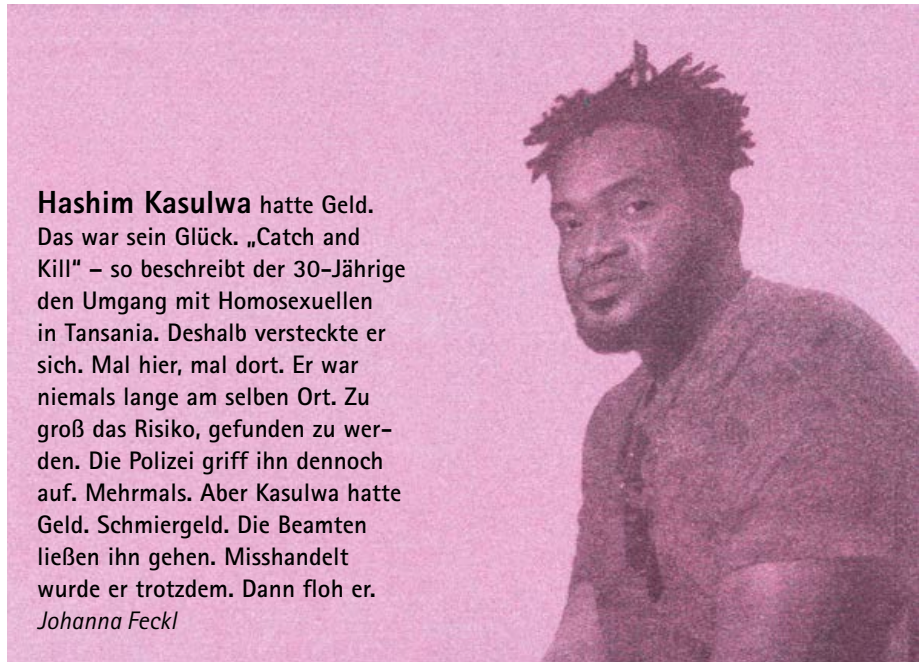 Hashim Kasulwa hatte Geld.
Das war sein Glück. „Catch and
Kill“ – so beschreibt der 30-Jährige
den Umgang mit Homosexuellen
in Tansania. Deshalb versteckte er
sich. Mal hier, mal dort. Er war
niemals lange am selben Ort. Zu
groß das Risiko, gefunden zu wer-
den. Die Polizei griff ihn dennoch
auf. Mehrmals. Aber Kasulwa hatte
Geld. Schmiergeld. Die Beamten
ließen ihn gehen. Misshandelt
wurde er trotzdem. Dann floh er.
Johanna Feckl